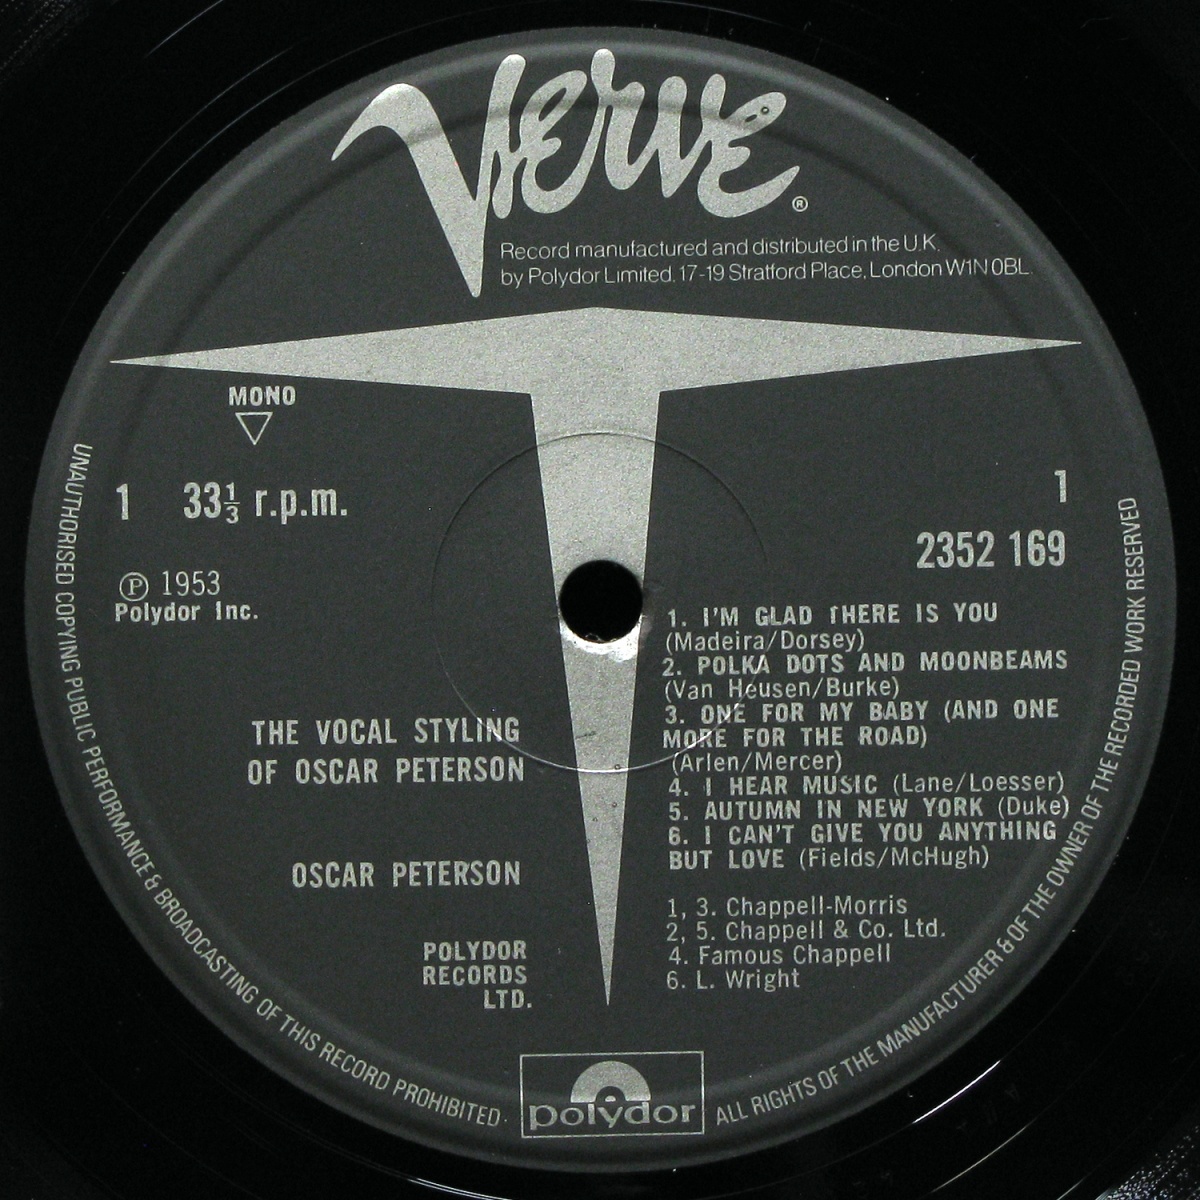 Verve ®
Record manufactured and distributed in the U.K.
by Polydor Limited, 17-19 Stratford Place, London W1N 0BL.
MONO
1 33⅓ r.p.m.
℗ 1953
Polydor Inc.
1
2352 169
THE VOCAL STYLING
OF OSCAR PETERSON
OSCAR PETERSON
POLYDOR
RECORDS
LTD.
1. I'M GLAD THERE IS YOU
(Madeira/Dorsey)
2. POLKA DOTS AND MOONBEAMS
(Van Heusen/Burke)
3. ONE FOR MY BABY (AND ONE
MORE FOR THE ROAD)
(Arlen/Mercer)
4. I HEAR MUSIC (Lane/Loesser)
5. AUTUMN IN NEW YORK (Duke)
6. I CAN'T GIVE YOU ANYTHING
BUT LOVE (Fields/McHugh)
1, 3. Chappell-Morris
2, 5. Chappell & Co. Ltd.
4. Famous Chappell
6. L. Wright
polydor
UNAUTHORISED COPYING PUBLIC PERFORMANCE & BROADCASTING OF THIS RECORD PROHIBITED. ALL RIGHTS OF THE MANUFACTURER & OF THE OWNER OF THE RECORDED WORK RESERVED